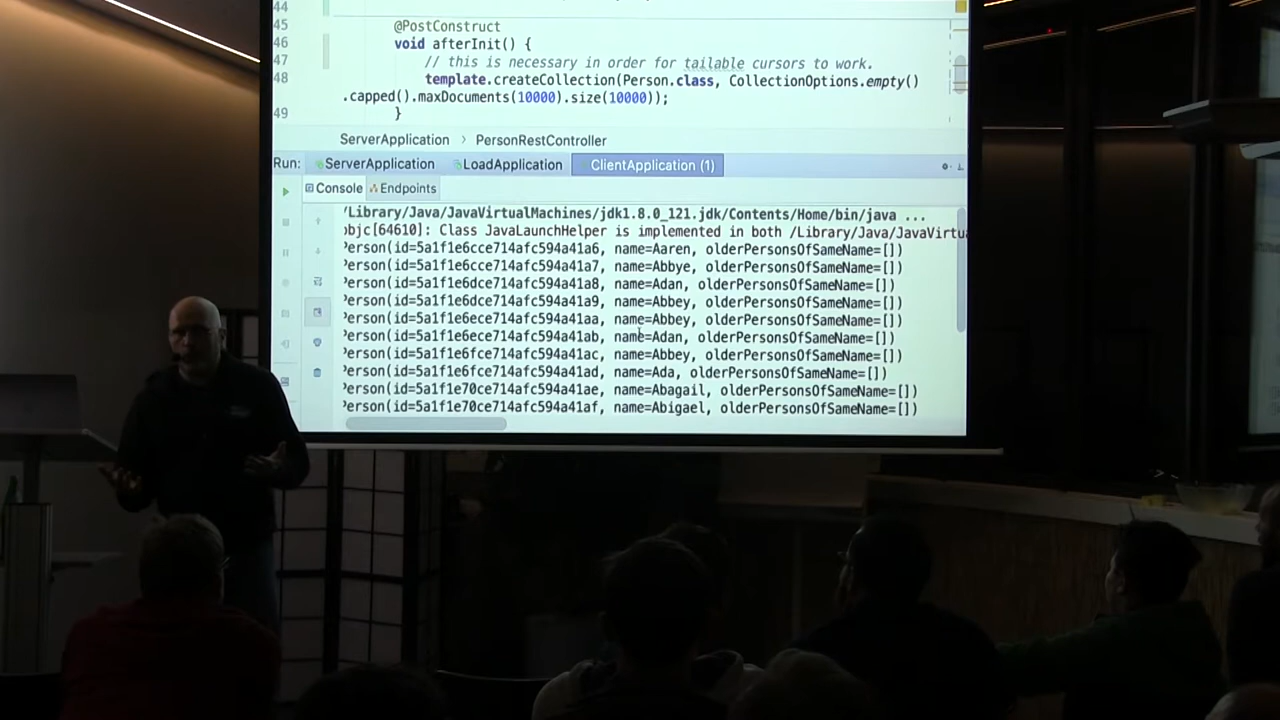 44
45 @PostConstruct
46 void afterInit() {
47 // this is necessary in order for tailable cursors to work.
48 template.createCollection(Person.class, CollectionOptions.empty()
.capped().maxDocuments(10000).size(10000));
49 }
ServerApplication › PersonRestController
Run: ServerApplication LoadApplication ClientApplication (1)
Console Endpoints
/Library/Java/JavaVirtualMachines/jdk1.8.0_121.jdk/Contents/Home/bin/java ...
objc[64610]: Class JavaLaunchHelper is implemented in both /Library/Java/JavaVirtu
Person(id=5a1f1e6cce714afc594a41a6, name=Aaren, olderPersonsOfSameName=[])
Person(id=5a1f1e6cce714afc594a41a7, name=Abbye, olderPersonsOfSameName=[])
Person(id=5a1f1e6dce714afc594a41a8, name=Adan, olderPersonsOfSameName=[])
Person(id=5a1f1e6dce714afc594a41a9, name=Abbey, olderPersonsOfSameName=[])
Person(id=5a1f1e6ece714afc594a41aa, name=Abbey, olderPersonsOfSameName=[])
Person(id=5a1f1e6ece714afc594a41ab, name=Adan, olderPersonsOfSameName=[])
Person(id=5a1f1e6fce714afc594a41ac, name=Abbey, olderPersonsOfSameName=[])
Person(id=5a1f1e6fce714afc594a41ad, name=Ada, olderPersonsOfSameName=[])
Person(id=5a1f1e70ce714afc594a41ae, name=Abagail, olderPersonsOfSameName=[])
Person(id=5a1f1e70ce714afc594a41af, name=Abigael, olderPersonsOfSameName=[])